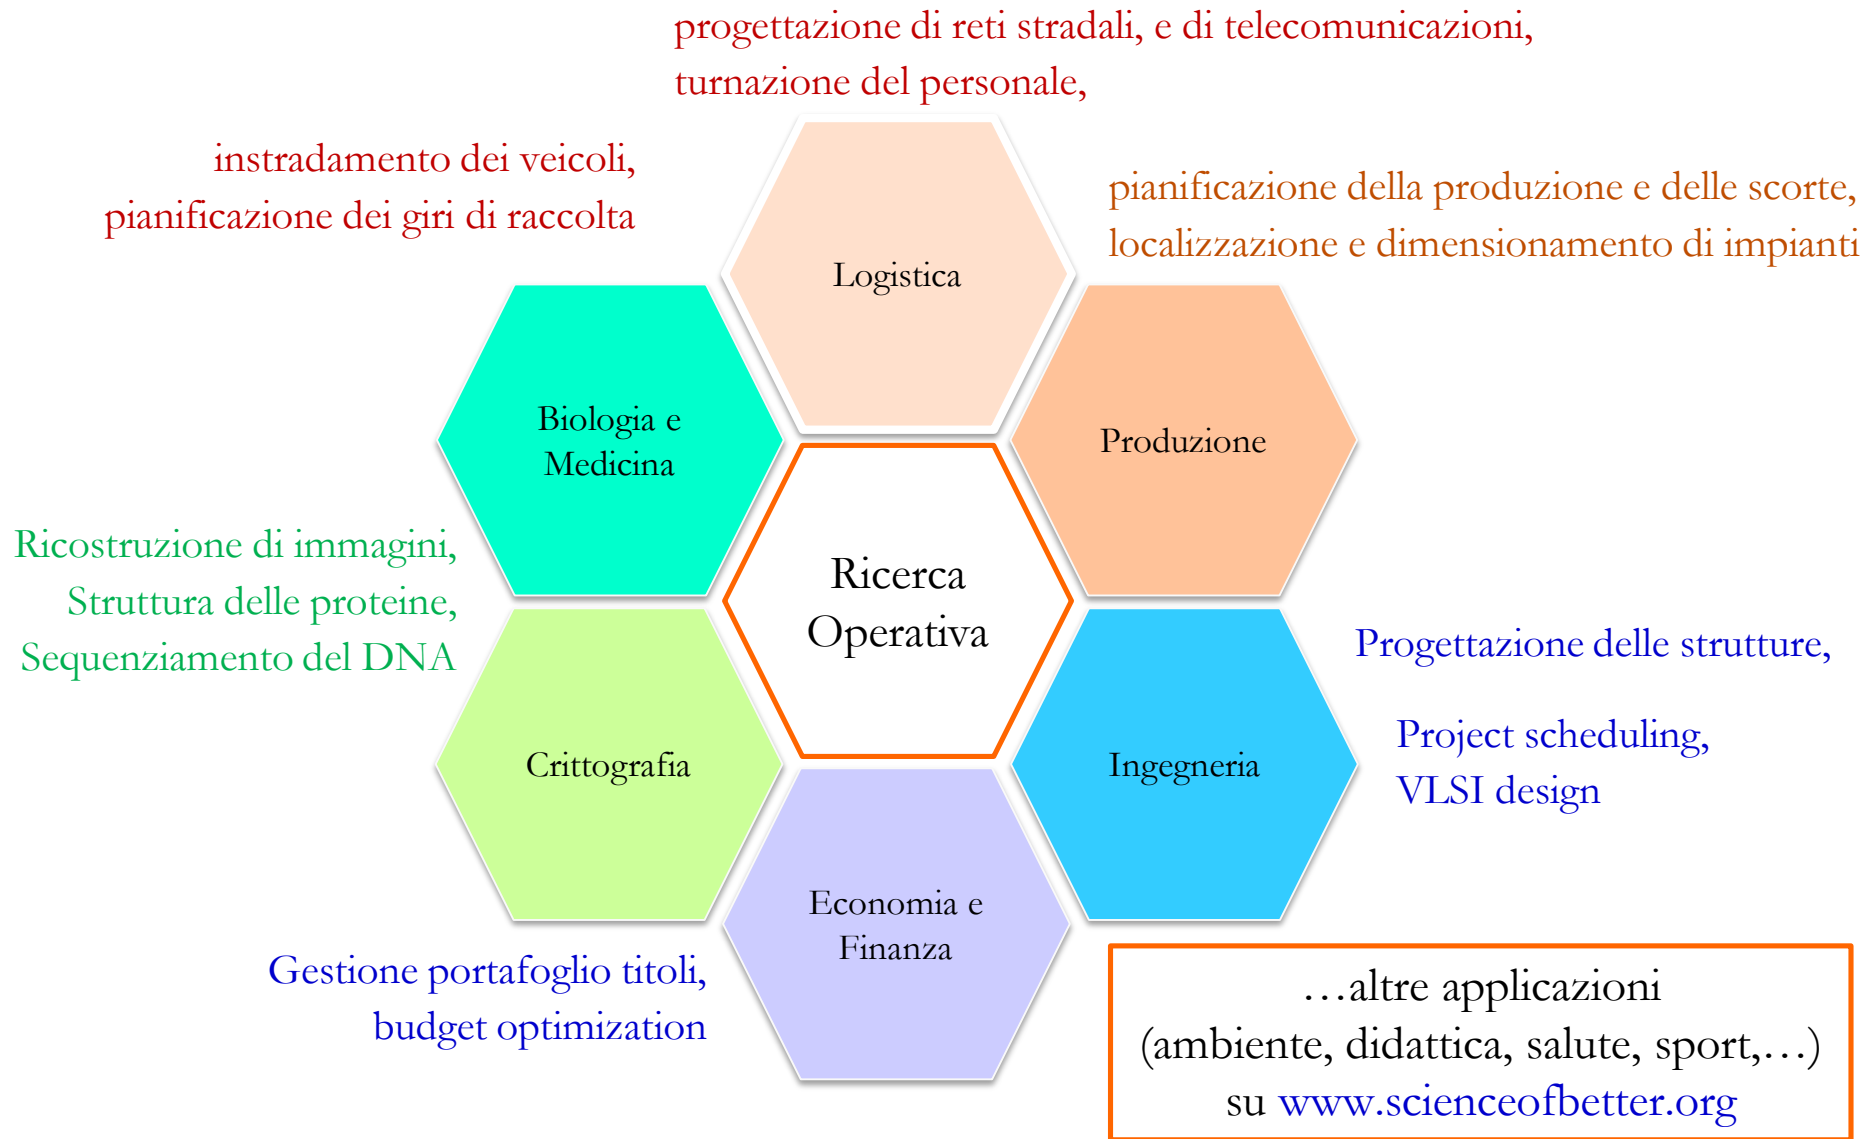 progettazione di reti stradali, e di telecomunicazioni,
turnazione del personale,
instradamento dei veicoli,
pianificazione dei giri di raccolta
pianificazione della produzione e delle scorte,
localizzazione e dimensionamento di impianti
Logistica
Biologia e
Medicina
Produzione
Ricostruzione di immagini,
Struttura delle proteine,
Sequenziamento del DNA
Ricerca
Operativa
Progettazione delle strutture,
Project scheduling,
VLSI design
Crittografia
Ingegneria
Economia e
Finanza
Gestione portafoglio titoli,
budget optimization
…altre applicazioni
(ambiente, didattica, salute, sport,…)
su www.scienceofbetter.org